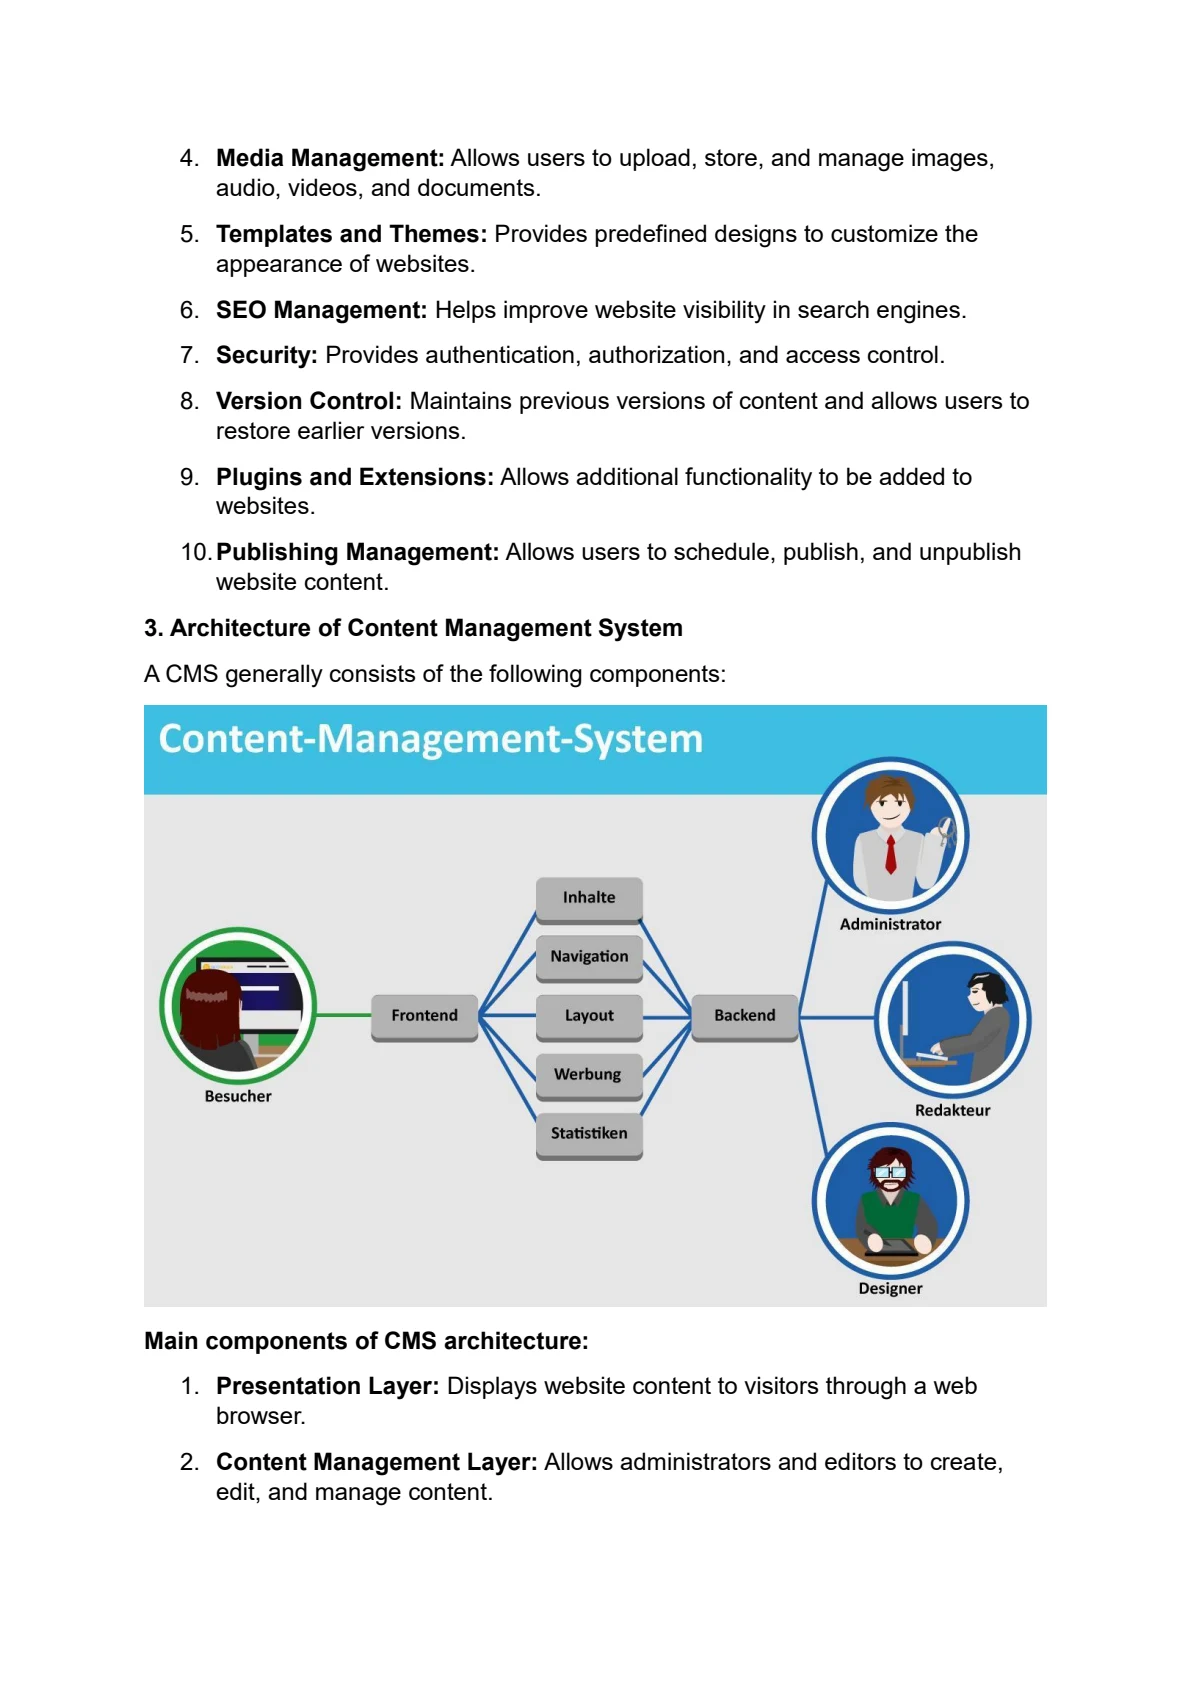 4. Media Management: Allows users to upload, store, and manage images,
audio, videos, and documents.
5. Templates and Themes: Provides predefined designs to customize the
appearance of websites.
6. SEO Management: Helps improve website visibility in search engines.
7. Security: Provides authentication, authorization, and access control.
8. Version Control: Maintains previous versions of content and allows users to
restore earlier versions.
9. Plugins and Extensions: Allows additional functionality to be added to
websites.
10. Publishing Management: Allows users to schedule, publish, and unpublish
website content.
3. Architecture of Content Management System
A CMS generally consists of the following components:
Content-Management-System
Besucher
Frontend
Inhalte
Navigation
Layout
Werbung
Statistiken
Backend
Administrator
Redakteur
Designer
Main components of CMS architecture:
1. Presentation Layer: Displays website content to visitors through a web
browser.
2. Content Management Layer: Allows administrators and editors to create,
edit, and manage content.